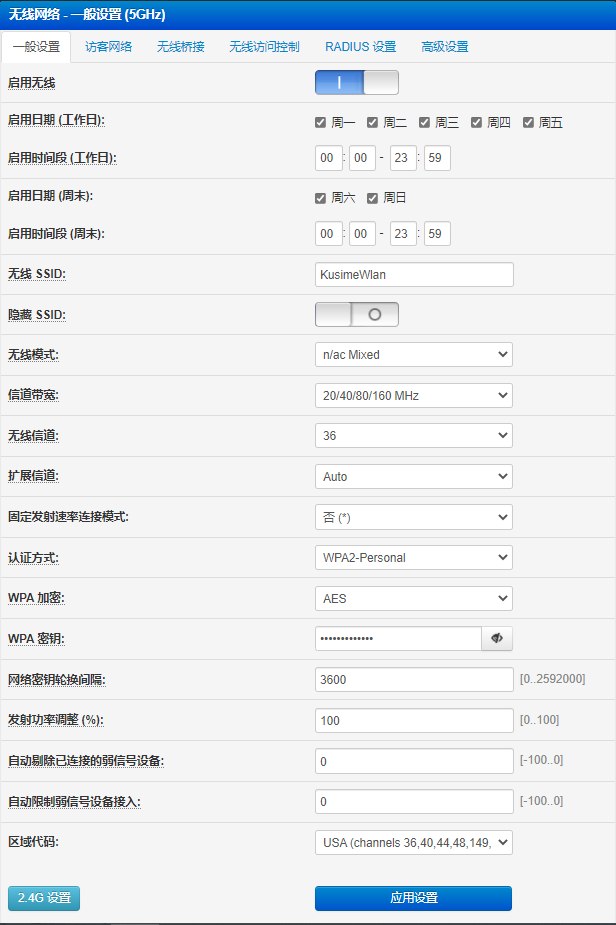 无线网络 - 一般设置 (5GHz)
一般设置 访客网络 无线桥接 无线访问控制 RADIUS 设置 高级设置
启用无线
启用日期 (工作日): 周一 周二 周三 周四 周五
启用时间段 (工作日): 00 : 00 - 23 : 59
启用日期 (周末): 周六 周日
启用时间段 (周末): 00 : 00 - 23 : 59
无线 SSID: KusimeWlan
隐藏 SSID:
无线模式: n/ac Mixed
信道带宽: 20/40/80/160 MHz
无线信道: 36
扩展信道: Auto
固定发射速率连接模式: 否 (*)
认证方式: WPA2-Personal
WPA 加密: AES
WPA 密钥: •••••••••••••
网络密钥轮换间隔: 3600 [0..2592000]
发射功率调整 (%): 100 [0..100]
自动剔除已连接的弱信号设备: 0 [-100..0]
自动限制弱信号设备接入: 0 [-100..0]
区域代码: USA (channels 36,40,44,48,149,
2.4G 设置 应用设置